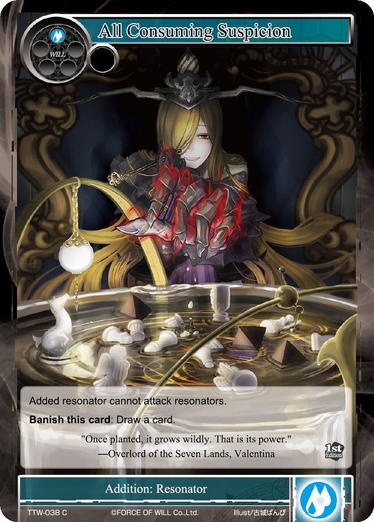 All Consuming Suspicion
WILL
Added resonator cannot attack resonators.
Banish this card: Draw a card.
"Once planted, it grows wildly. That is its power."
—Overlord of the Seven Lands, Valentina
1st
Edition
Addition: Resonator
TTW-038 C
©FORCE OF WILL Co.,Ltd.
Illust/古城ぱんび